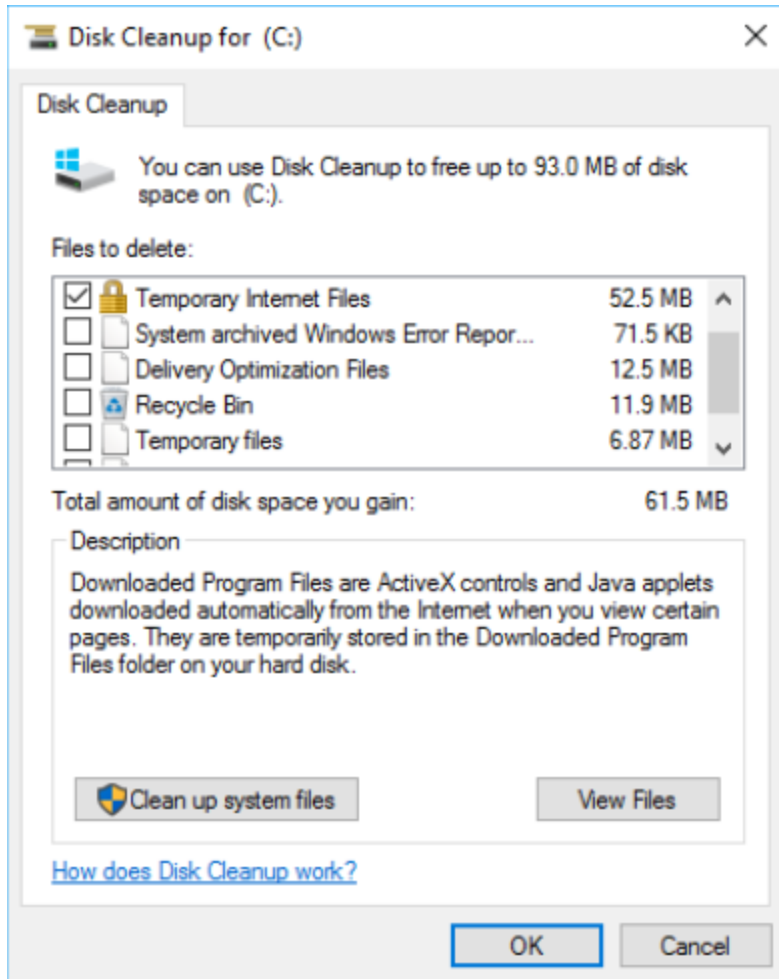 Disk Cleanup for (C:)
Disk Cleanup
You can use Disk Cleanup to free up to 93.0 MB of disk
space on (C:).
Files to delete:
Temporary Internet Files 52.5 MB
System archived Windows Error Repor... 71.5 KB
Delivery Optimization Files 12.5 MB
Recycle Bin 11.9 MB
Temporary files 6.87 MB
Total amount of disk space you gain: 61.5 MB
Description
Downloaded Program Files are ActiveX controls and Java applets
downloaded automatically from the Internet when you view certain
pages. They are temporarily stored in the Downloaded Program
Files folder on your hard disk.
Clean up system files View Files
How does Disk Cleanup work?
OK Cancel